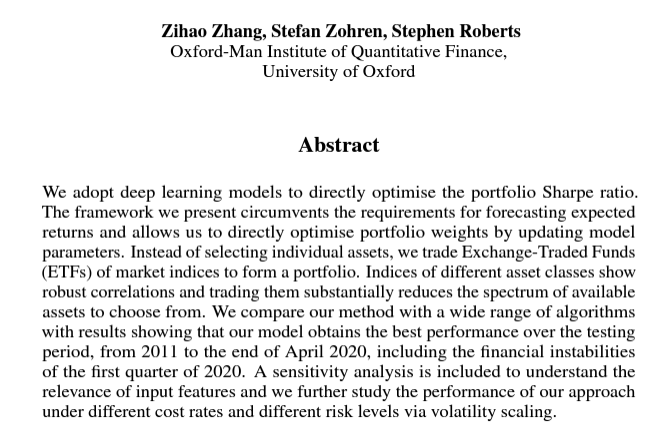 Zihao Zhang, Stefan Zohren, Stephen Roberts
Oxford-Man Institute of Quantitative Finance,
University of Oxford
Abstract
We adopt deep learning models to directly optimise the portfolio Sharpe ratio.
The framework we present circumvents the requirements for forecasting expected
returns and allows us to directly optimise portfolio weights by updating model
parameters. Instead of selecting individual assets, we trade Exchange-Traded Funds
(ETFs) of market indices to form a portfolio. Indices of different asset classes show
robust correlations and trading them substantially reduces the spectrum of available
assets to choose from. We compare our method with a wide range of algorithms
with results showing that our model obtains the best performance over the testing
period, from 2011 to the end of April 2020, including the financial instabilities
of the first quarter of 2020. A sensitivity analysis is included to understand the
relevance of input features and we further study the performance of our approach
under different cost rates and different risk levels via volatility scaling.